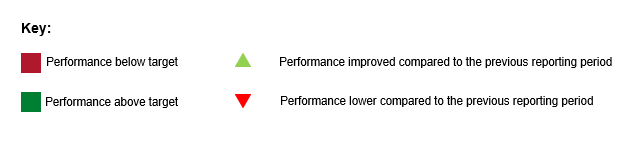 Key:
Performance below target
Performance improved compared to the previous reporting period
Performance above target
Performance lower compared to the previous reporting period